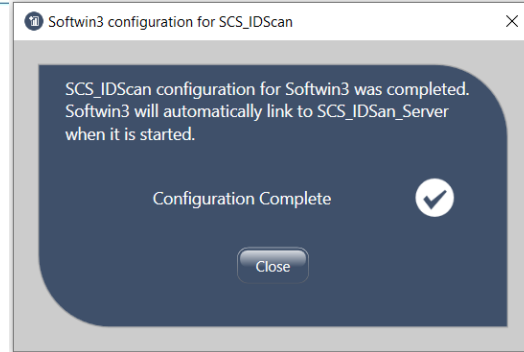 Softwin3 configuration for SCS_IDScan
SCS_IDScan configuration for Softwin3 was completed.
Softwin3 will automatically link to SCS_IDSan_Server
when it is started.
Configuration Complete
Close